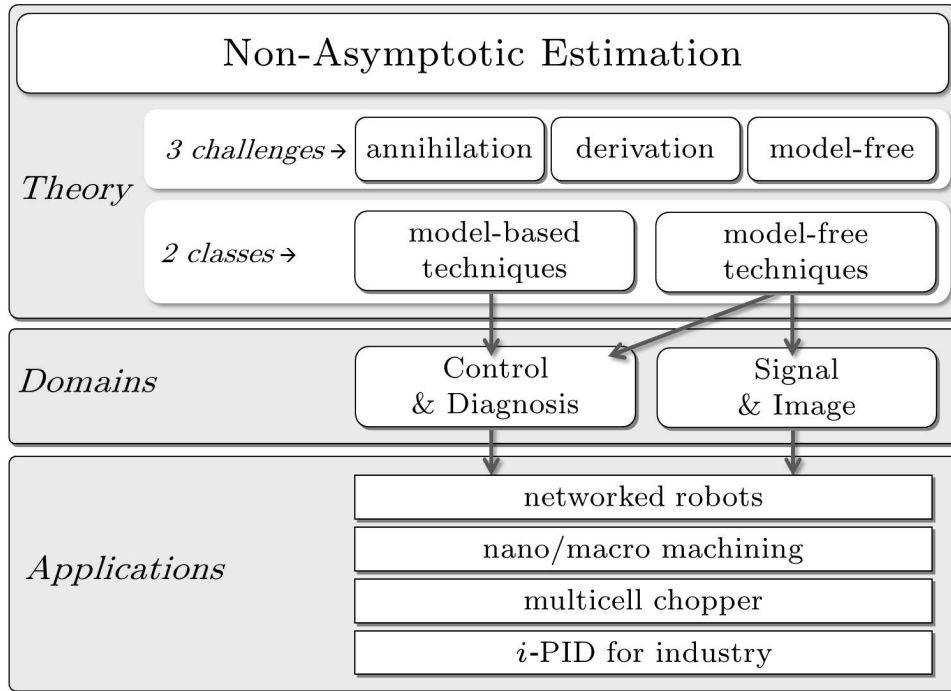 Non-Asymptotic Estimation
Theory
3 challenges →
annihilation
derivation
model-free
2 classes →
model-based
techniques
model-free
techniques
Domains
Control
& Diagnosis
Signal
& Image
Applications
networked robots
nano/macro machining
multicell chopper
i-PID for industry